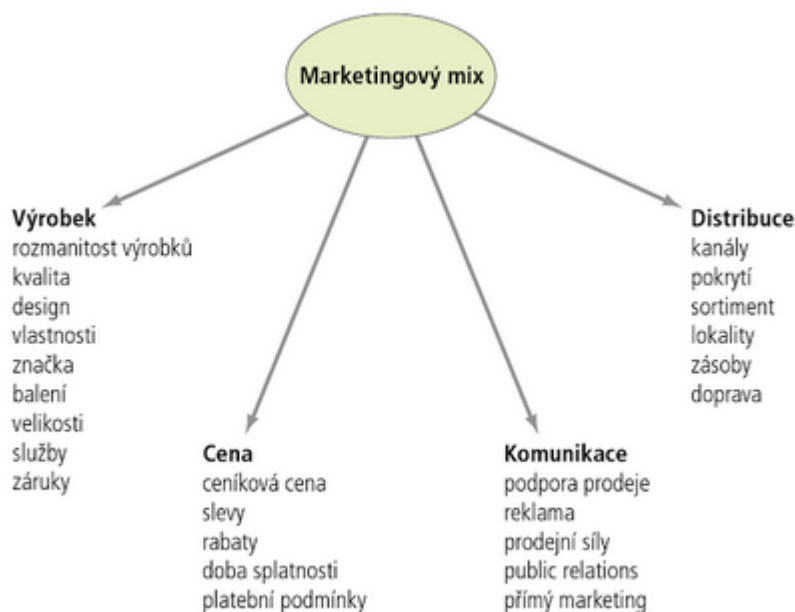 Marketingový mix
Výrobek
rozmanitost výrobků
kvalita
design
vlastnosti
značka
balení
velikosti
služby
záruky
Cena
ceníková cena
slevy
rabaty
doba splatnosti
platební podmínky
Komunikace
podpora prodeje
reklama
prodejní síly
public relations
přímý marketing
Distribuce
kanály
pokrytí
sortiment
lokality
zásoby
doprava